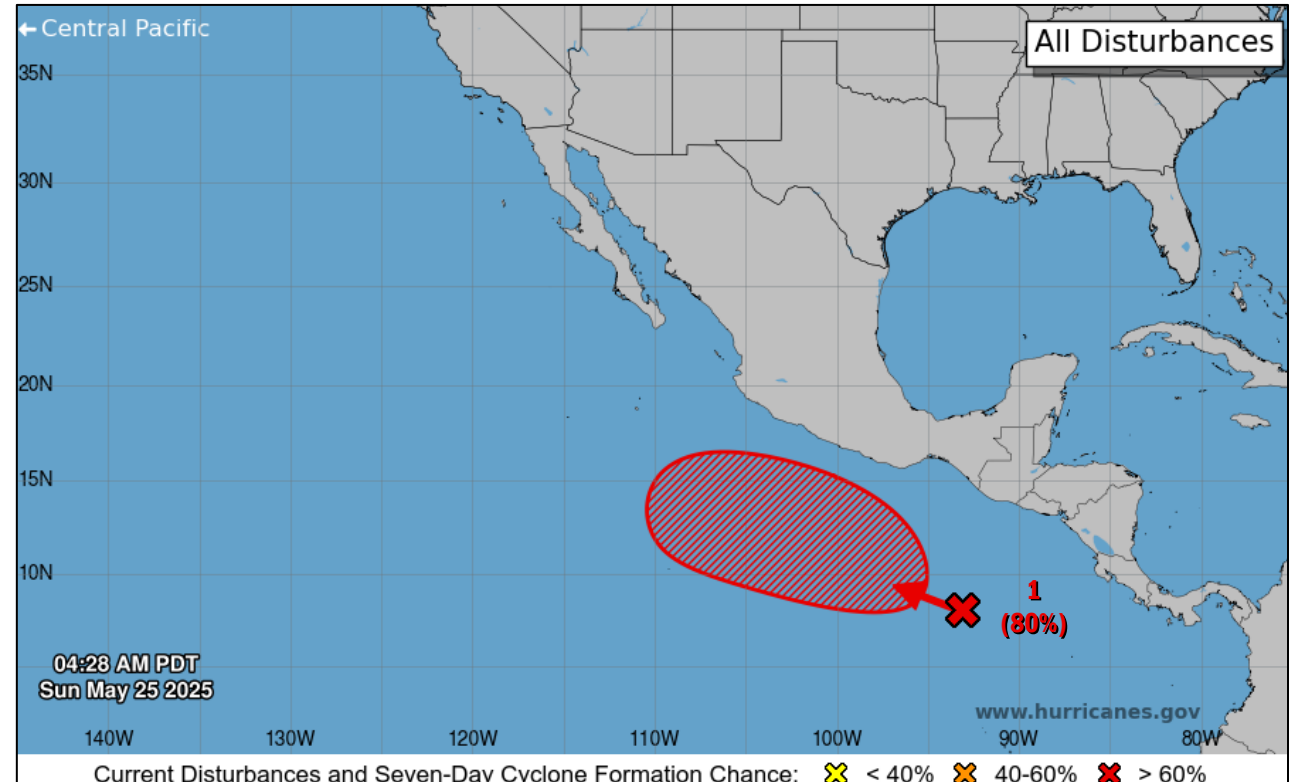 ← Central Pacific
All Disturbances
35N
30N
25N
20N
15N
10N
1
(80%)
04:28 AM PDT
Sun May 25 2025
www.hurricanes.gov
140W 130W 120W 110W 100W 90W 80W
Current Disturbances and Seven-Day Cyclone Formation Chance: < 40% 40-60% > 60%